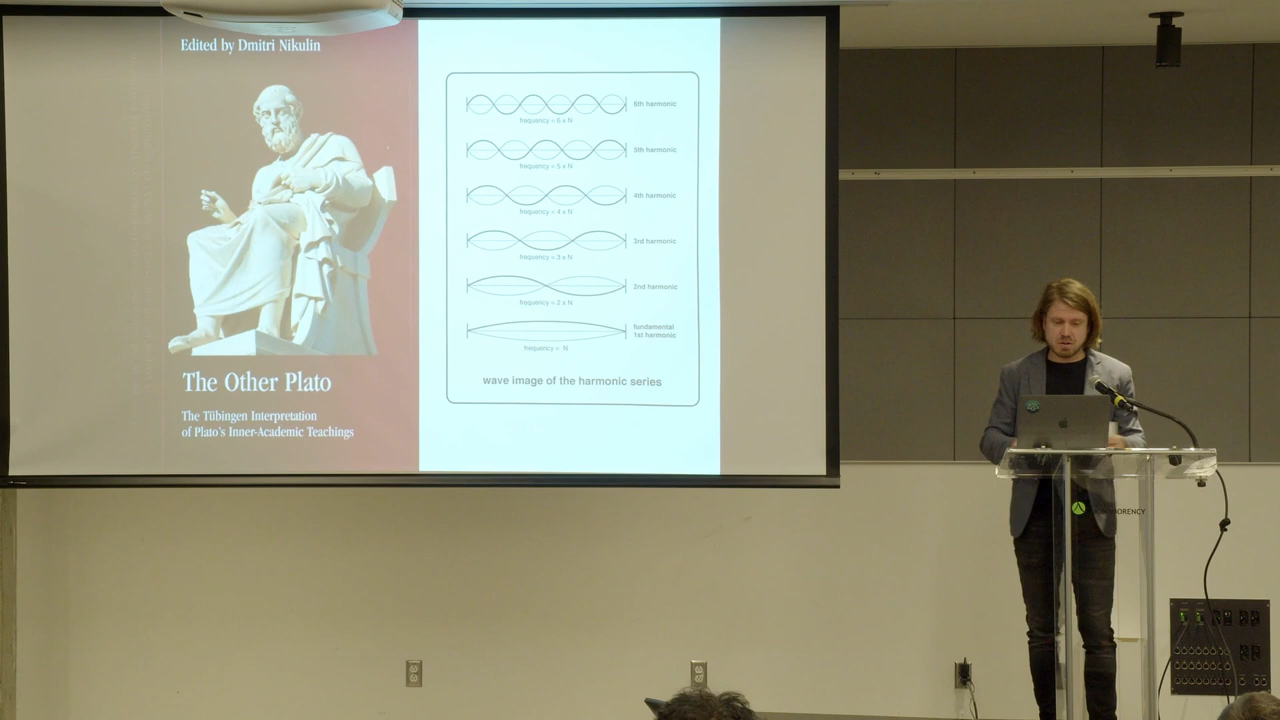 Edited by Dmitri Nikulin
The Other Plato
The Tübingen Interpretation
of Plato's Inner-Academic Teachings
6th harmonic
frequency = 6 x N
5th harmonic
frequency = 5 x N
4th harmonic
frequency = 4 x N
3rd harmonic
frequency = 3 x N
2nd harmonic
frequency = 2 x N
fundamental
1st harmonic
frequency = N
wave image of the harmonic series